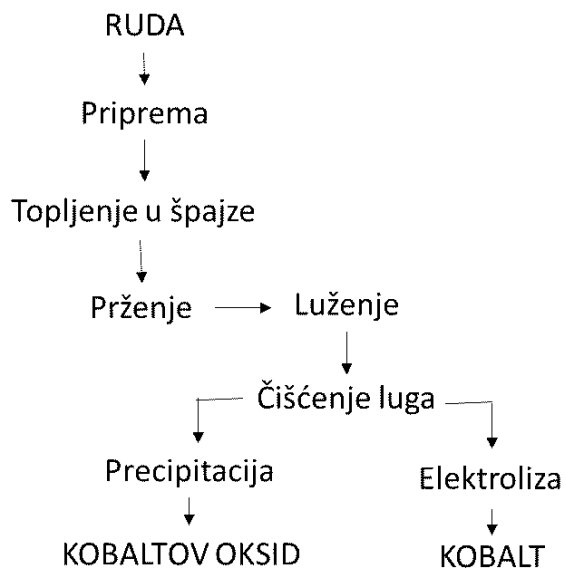 RUDA
Priprema
Topljenje u špajze
Prženje
Luženje
Čišćenje luga
Precipitacija
Elektroliza
KOBALTOV OKSID
KOBALT